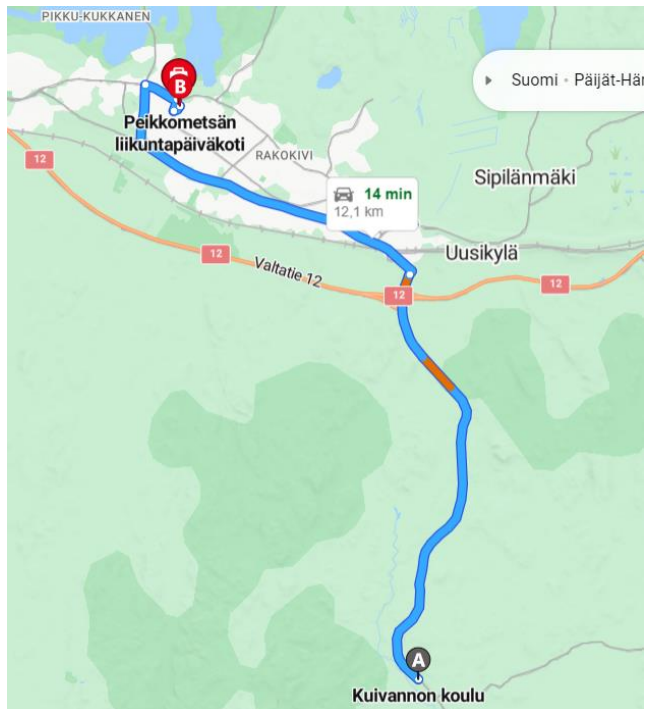 PIKKU-KUKKANEN
Suomi • Päijät-Häm
B
Peikkometsän
liikuntapäiväkoti
12
RAKOKIVI
14 min
12,1 km
Sipilänmäki
12
Valtatie 12
Uusikylä
12
12
A
Kuivannon koulu